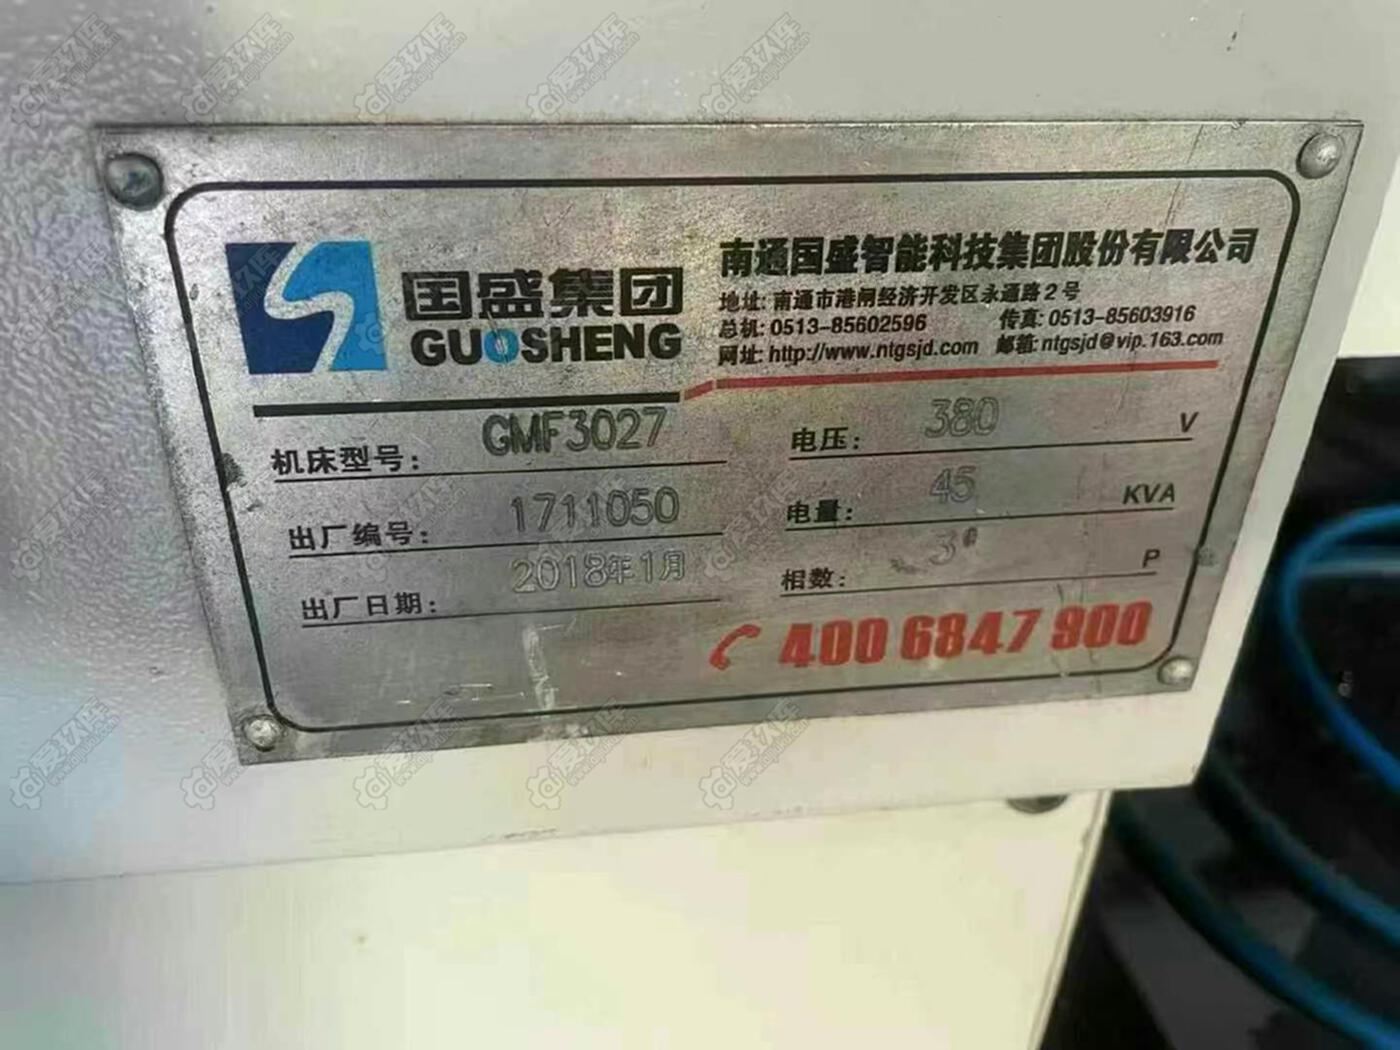 国盛集团
GUOSHENG
南通国盛智能科技集团股份有限公司
地址: 南通市港闸经济开发区永通路2号
总机: 0513-85602596 传真: 0513-85603916
网址: http://www.ntgsjd.com 邮箱: ntgsjd@vip.163.com
机床型号: GMF3027
电压: 380 V
出厂编号: 1711050
电量: 45 KVA
出厂日期: 2018年1月
相数: 3 P
400 6847 900
爱玖库